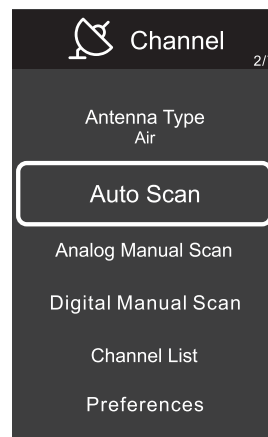 Channel
2/
Antenna Type
Air
Auto Scan
Analog Manual Scan
Digital Manual Scan
Channel List
Preferences